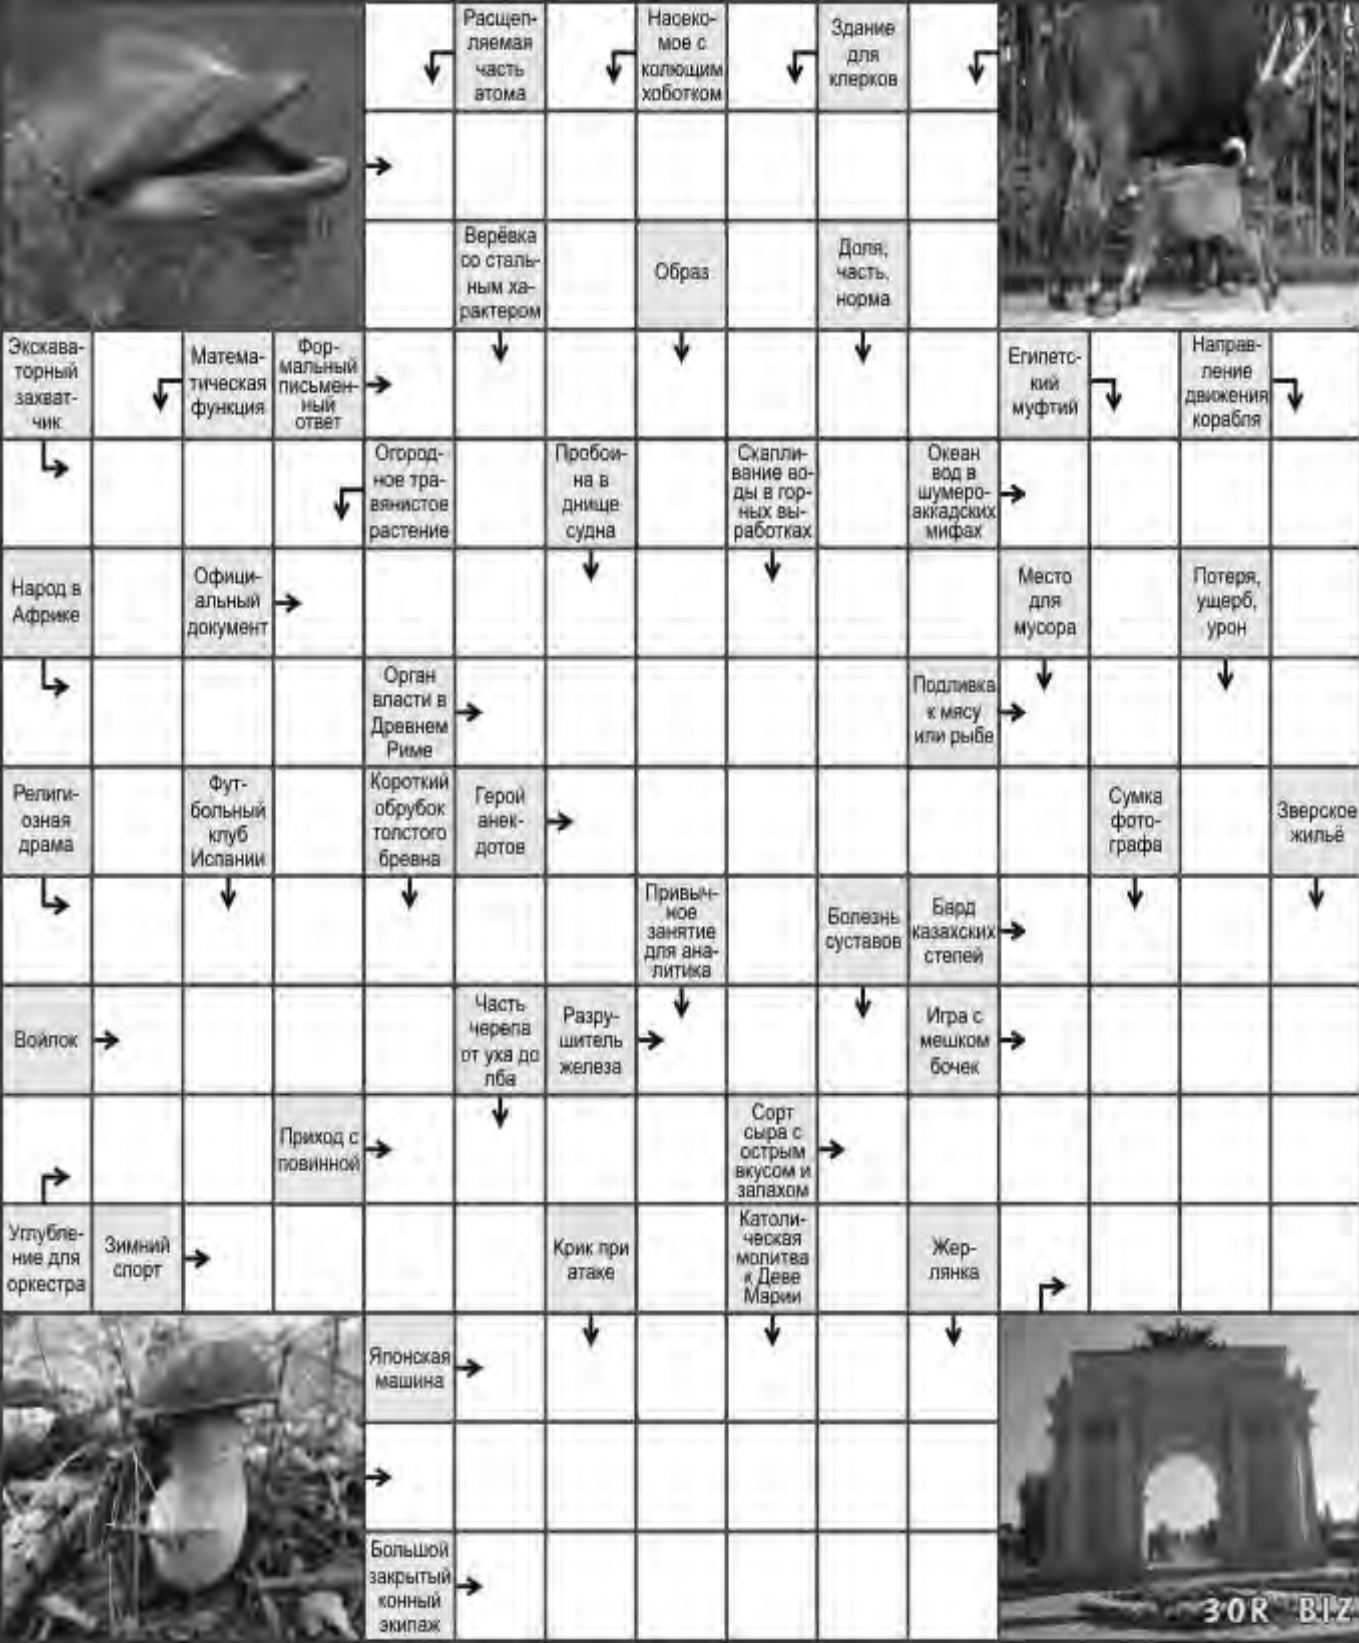 Расщеп-
ляемая
часть
атома
Насеко-
мое с
колющим
хоботком
Здание
для
клерков
Верёвка
со сталь-
ным ха-
рактером
Образ
Доля,
часть,
норма
Экскава-
торный
захват-
чик
Матема-
тическая
функция
Фор-
мальный
письмен-
ный
ответ
Египетс-
кий
муфтий
Направ-
ление
движения
корабля
Огород-
ное тра-
вянистое
растение
Пробои-
на в
днище
судна
Скапли-
вание во-
ды в гор-
ных вы-
работках
Океан
вод в
шумеро-
аккадских
мифах
Народ в
Африке
Офици-
альный
документ
Место
для
мусора
Потеря,
ущерб,
урон
Орган
власти в
Древнем
Риме
Подливка
к мясу
или рыбе
Религи-
озная
драма
Фут-
больный
клуб
Испании
Короткий
обрубок
толстого
бревна
Герой
анек-
дотов
Сумка
фото-
графа
Зверское
жильё
Привыч-
ное
занятие
для ана-
литика
Болезнь
суставов
Бард
казахских
степей
Войлок
Часть
черепа
от уха до
лба
Разру-
шитель
железа
Игра с
мешком
бочек
Приход с
повинной
Сорт
сыра с
острым
вкусом и
запахом
Углубле-
ние для
оркестра
Зимний
спорт
Крик при
атаке
Католи-
ческая
молитва
к Деве
Марии
Жер-
лянка
Японская
машина
Большой
закрытый
конный
экипаж
3OR BIZ